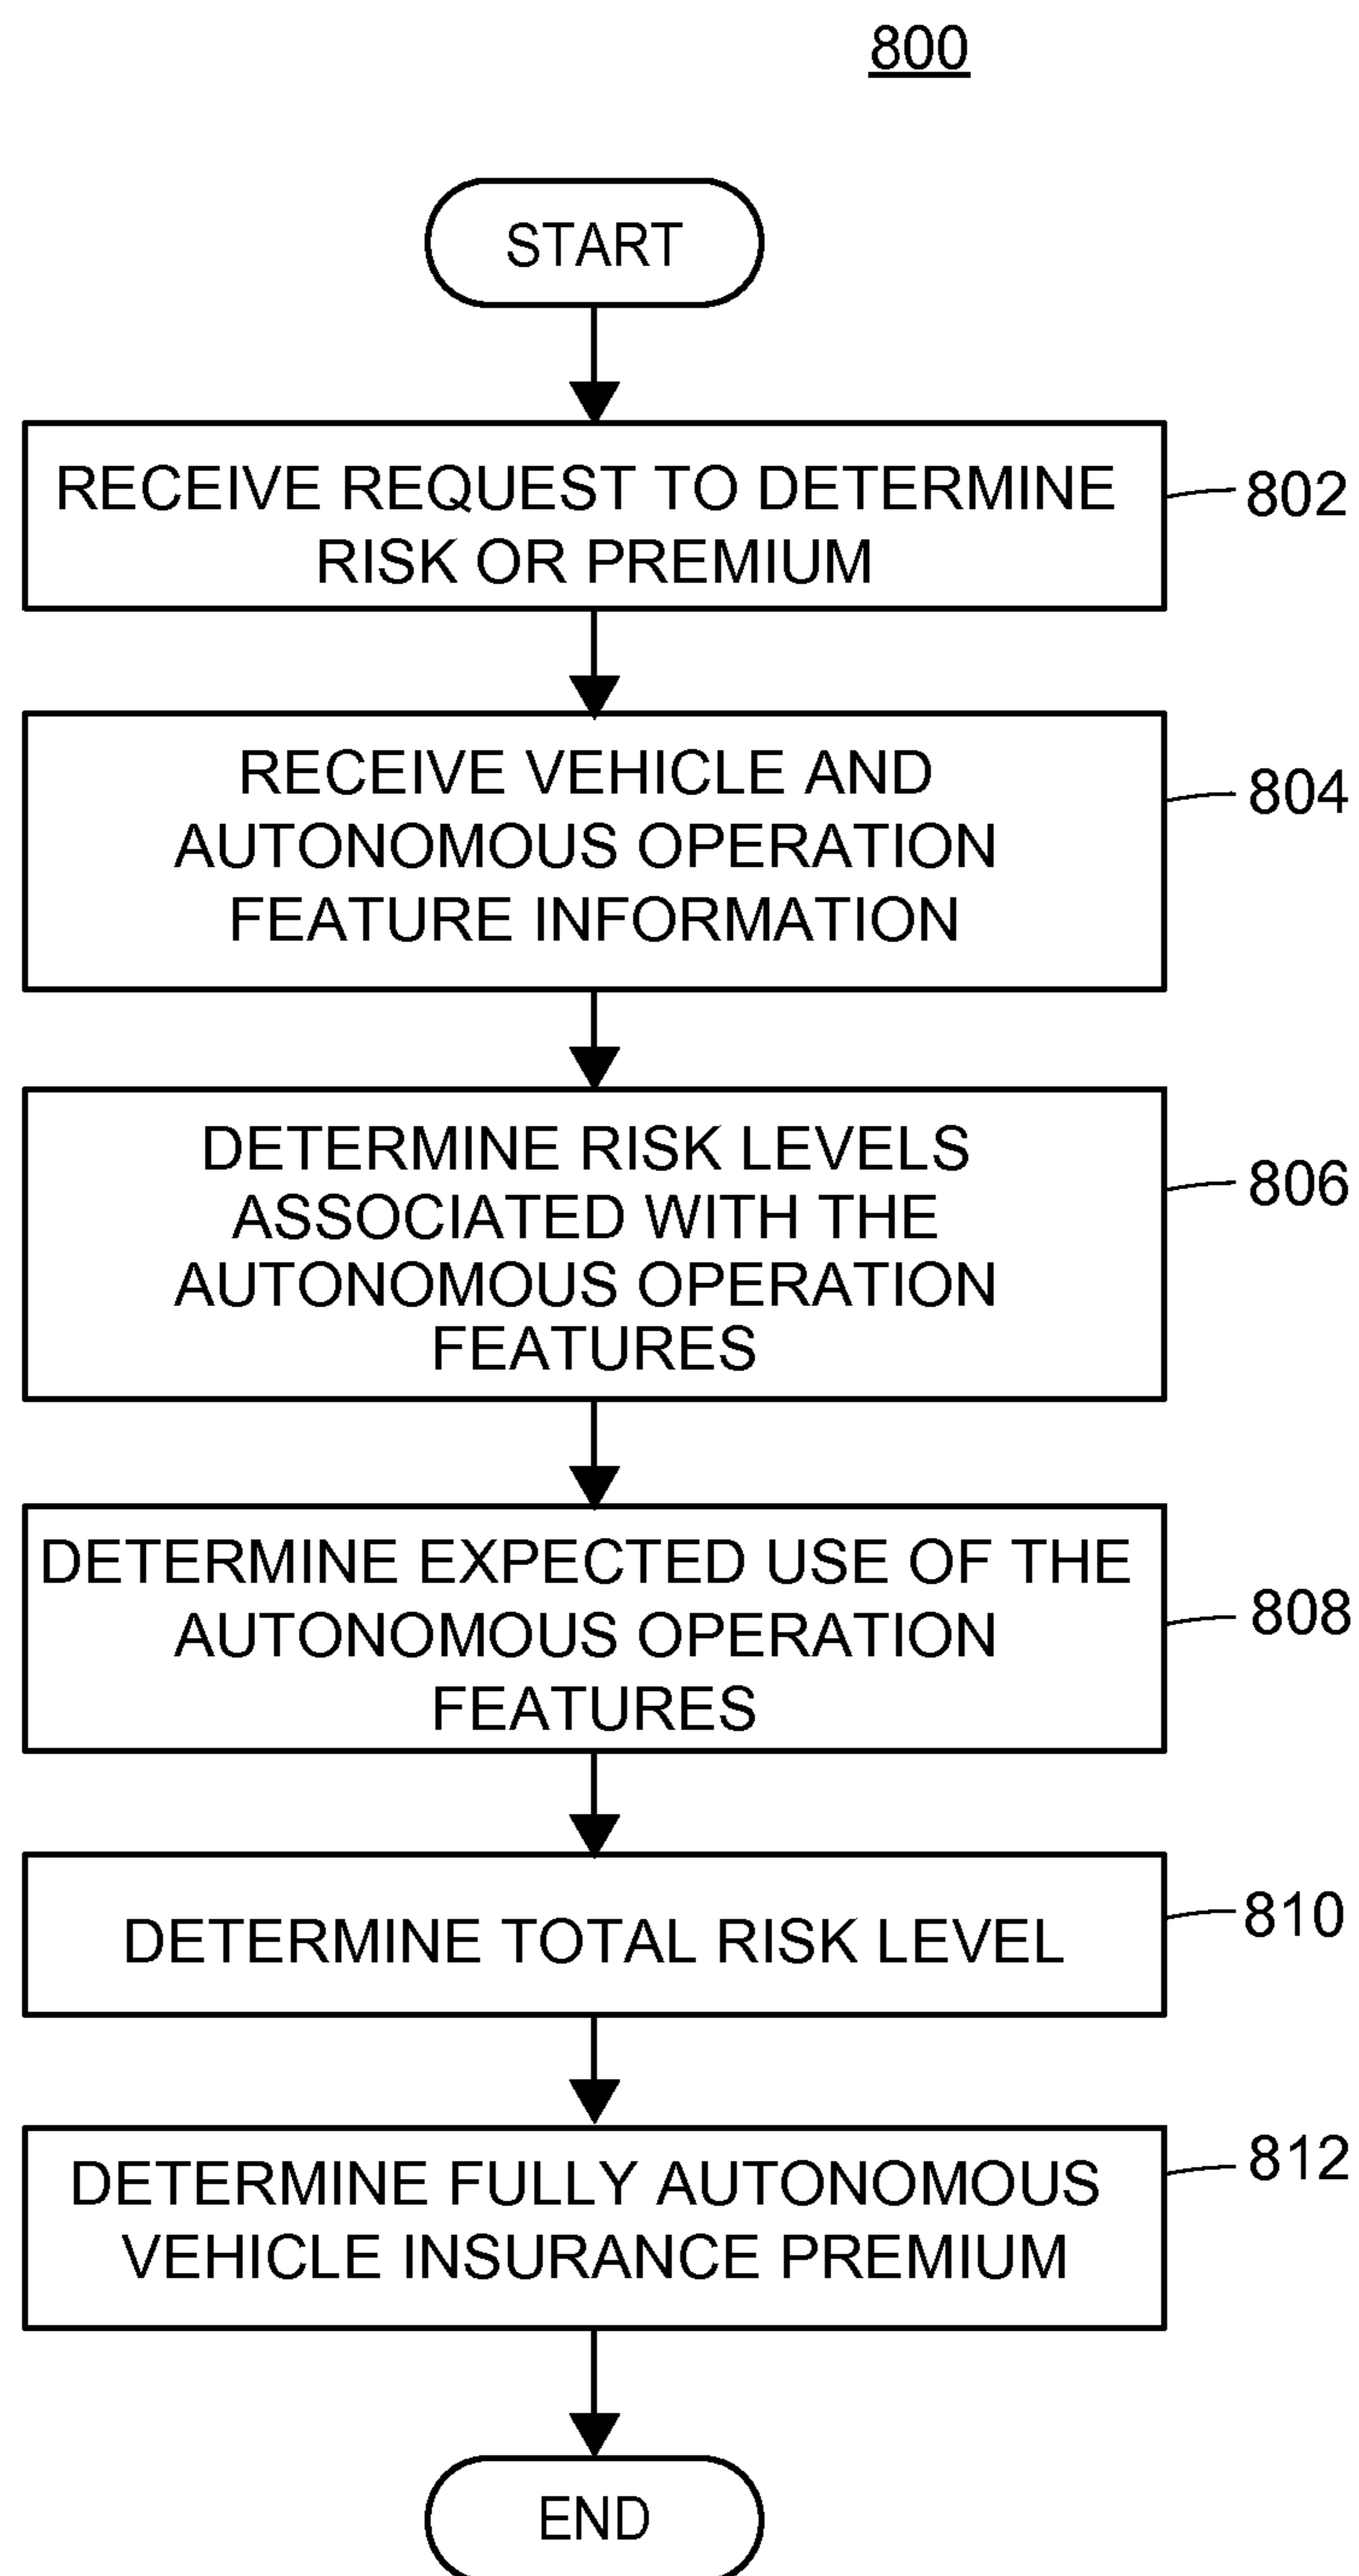 800
START
RECEIVE REQUEST TO DETERMINE
RISK OR PREMIUM
802
RECEIVE VEHICLE AND
AUTONOMOUS OPERATION
FEATURE INFORMATION
804
DETERMINE RISK LEVELS
ASSOCIATED WITH THE
AUTONOMOUS OPERATION
FEATURES
806
DETERMINE EXPECTED USE OF THE
AUTONOMOUS OPERATION
FEATURES
808
DETERMINE TOTAL RISK LEVEL
810
DETERMINE FULLY AUTONOMOUS
VEHICLE INSURANCE PREMIUM
812
END